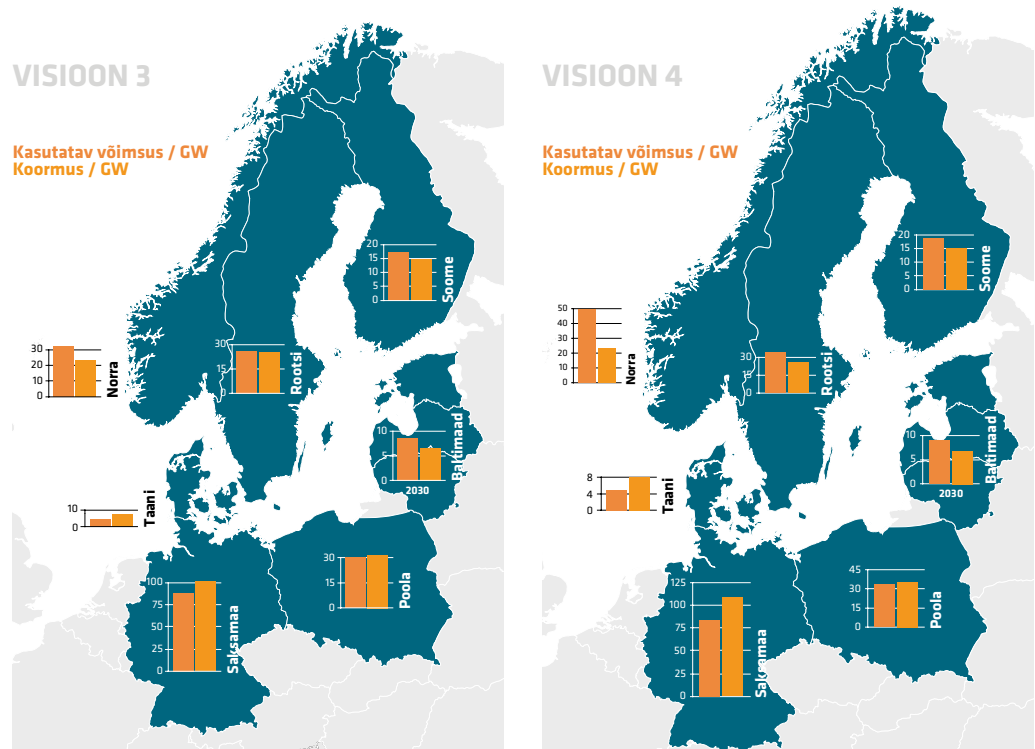 VISIOON 3
Kasutatav võimsus / GW
Koormus / GW
20
15
10
5
0
Soome
30
20
10
0
Norra
30
15
0
Rootsi
10
5
0
Baltimaad
2030
10
0
Taani
30
15
0
Poola
100
75
50
25
0
Saksamaa
VISIOON 4
Kasutatav võimsus / GW
Koormus / GW
20
15
10
5
0
Soome
50
40
30
20
10
0
Norra
30
15
0
Rootsi
10
5
0
Baltimaad
2030
8
4
0
Taani
45
30
15
0
Poola
125
100
75
50
25
0
Saksamaa